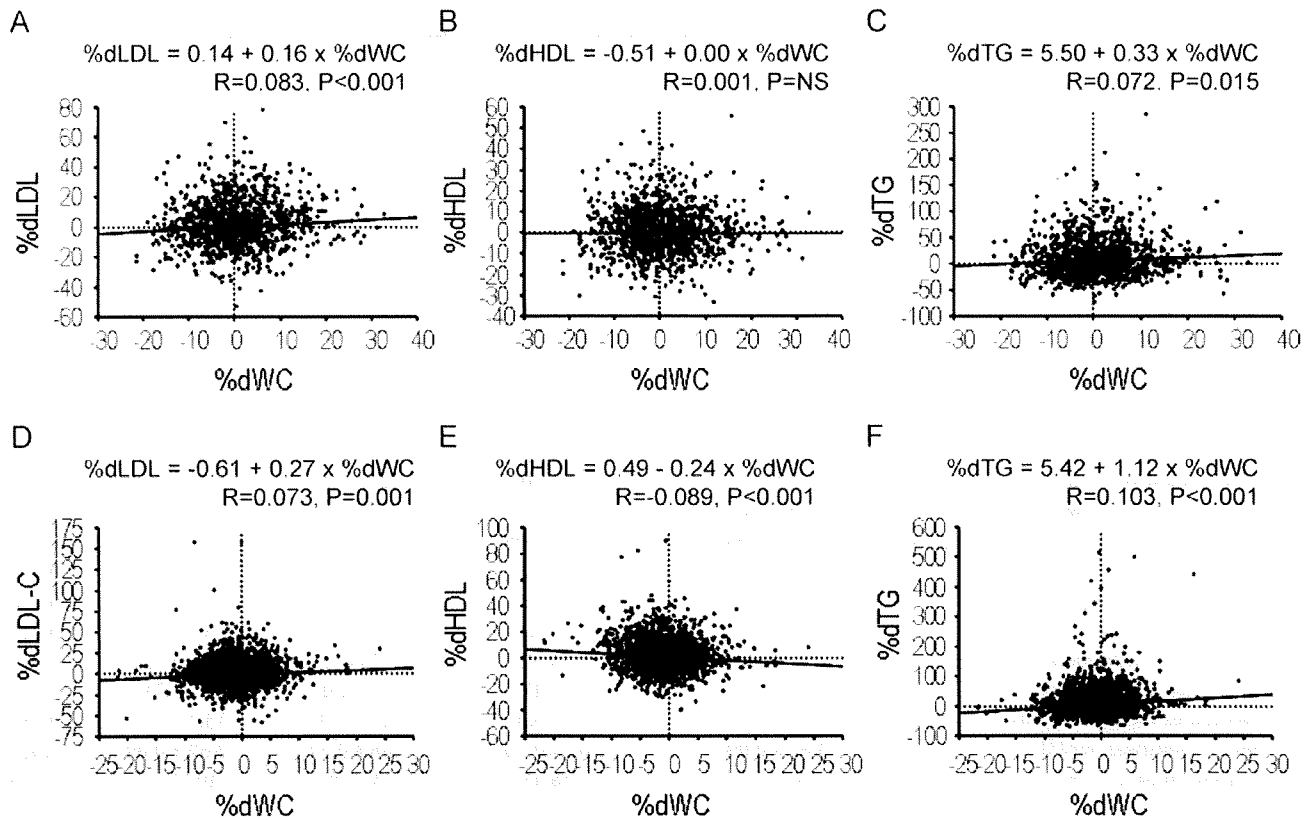 A
%dLDL = 0.14 + 0.16 x %dWC
R=0.083, P<0.001
80
60
40
20
0
-20
-40
-60
%dLDL
-30 -20 -10 0 10 20 30 40
%dWC
B
%dHDL = -0.51 + 0.00 x %dWC
R=0.001, P=NS
60
50
40
30
20
10
0
-10
-20
-30
-40
%dHDL
-30 -20 -10 0 10 20 30 40
%dWC
C
%dTG = 5.50 + 0.33 x %dWC
R=0.072. P=0.015
300
250
200
150
100
50
0
-50
-100
%dTG
-30 -20 -10 0 10 20 30 40
%dWC
D
%dLDL = -0.61 + 0.27 x %dWC
R=0.073, P=0.001
175
150
125
100
75
50
25
0
-25
-50
-75
%dLDL-C
-25 -20 -15 -10 -5 0 5 10 15 20 25 30
%dWC
E
%dHDL = 0.49 - 0.24 x %dWC
R=-0.089, P<0.001
100
80
60
40
20
0
-20
-40
-60
%dHDL
-25 -20 -15 -10 -5 0 5 10 15 20 25 30
%dWC
F
%dTG = 5.42 + 1.12 x %dWC
R=0.103, P<0.001
600
500
400
300
200
100
0
-100
%dTG
-25 -20 -15 -10 -5 0 5 10 15 20 25 30
%dWC